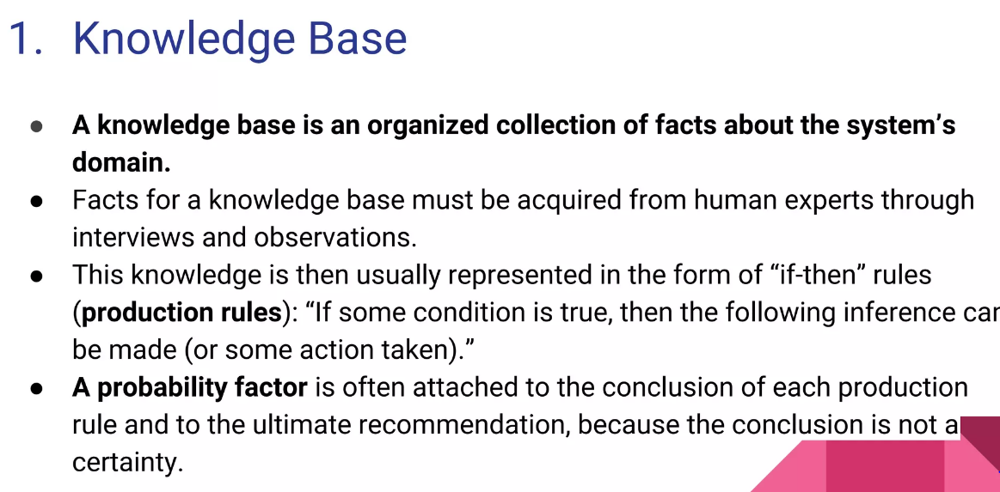 1. Knowledge Base
● A knowledge base is an organized collection of facts about the system’s
domain.
● Facts for a knowledge base must be acquired from human experts through
interviews and observations.
● This knowledge is then usually represented in the form of “if-then” rules
(production rules): “If some condition is true, then the following inference can
be made (or some action taken).”
● A probability factor is often attached to the conclusion of each production
rule and to the ultimate recommendation, because the conclusion is not a
certainty.